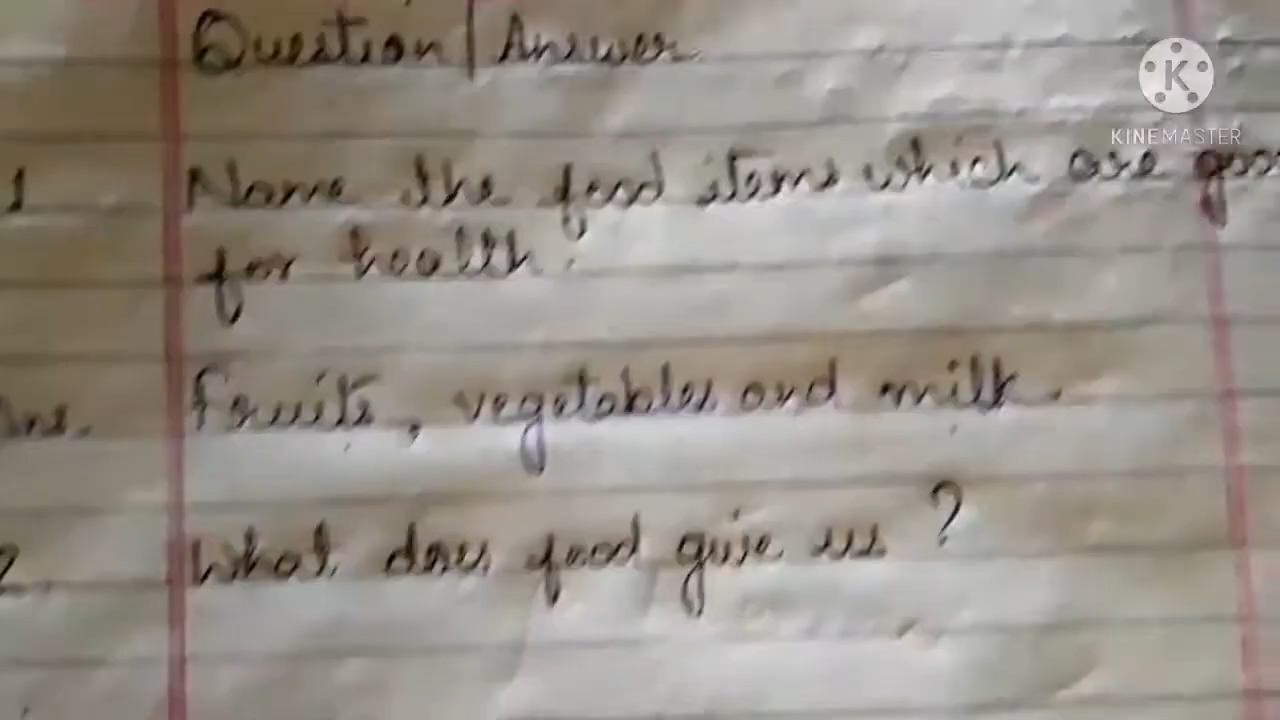 Question | Answer
KINEMASTER
1 Name the food items which are goo
for health.
Ans. Fruits, vegetables and milk.
2. What does food give us ?